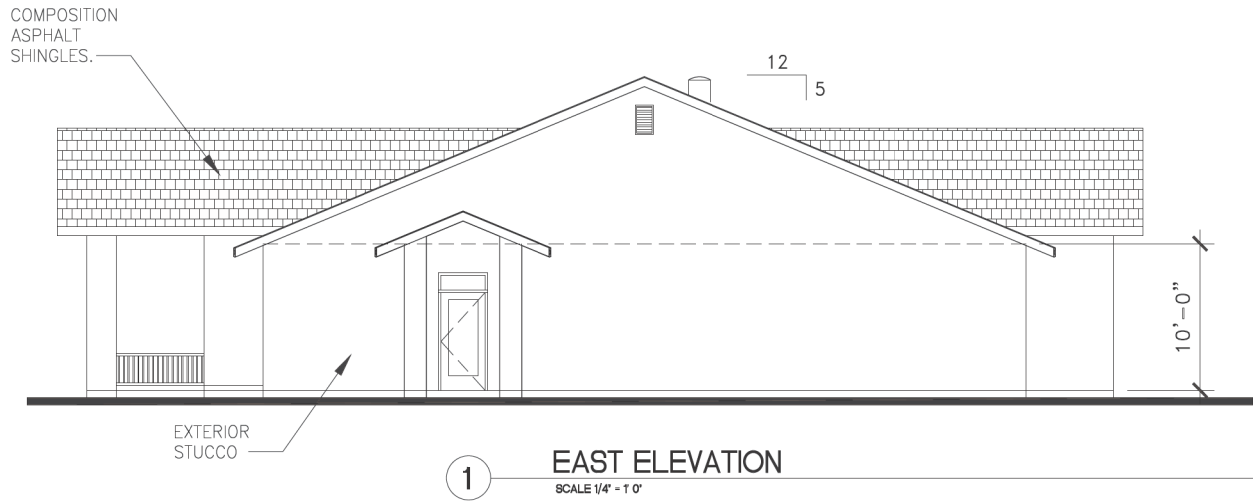 COMPOSITION
ASPHALT
SHINGLES.
12
5
10'-0"
EXTERIOR
STUCCO
1
EAST ELEVATION
SCALE 1/4" = 1' 0"